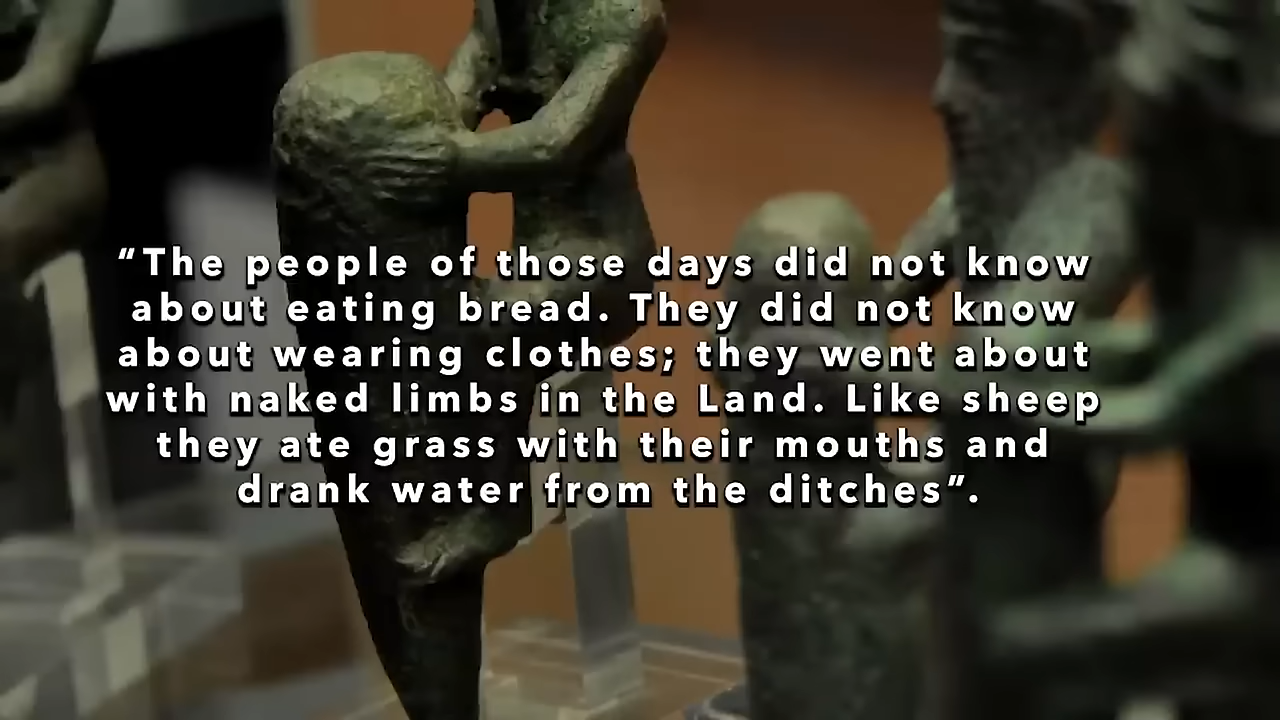 “The people of those days did not know
about eating bread. They did not know
about wearing clothes; they went about
with naked limbs in the Land. Like sheep
they ate grass with their mouths and
drank water from the ditches”.